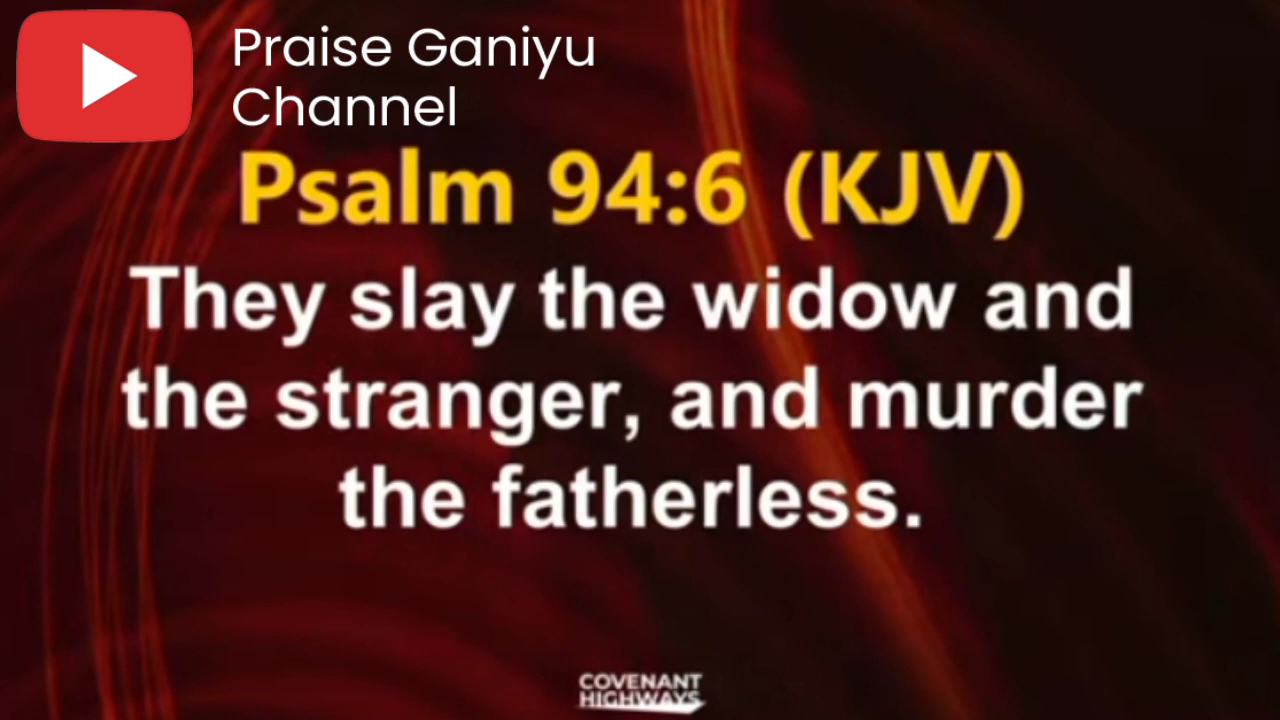 Praise Ganiyu
Channel
Psalm 94:6 (KJV)
They slay the widow and
the stranger, and murder
the fatherless.
COVENANT
HIGHWAYS